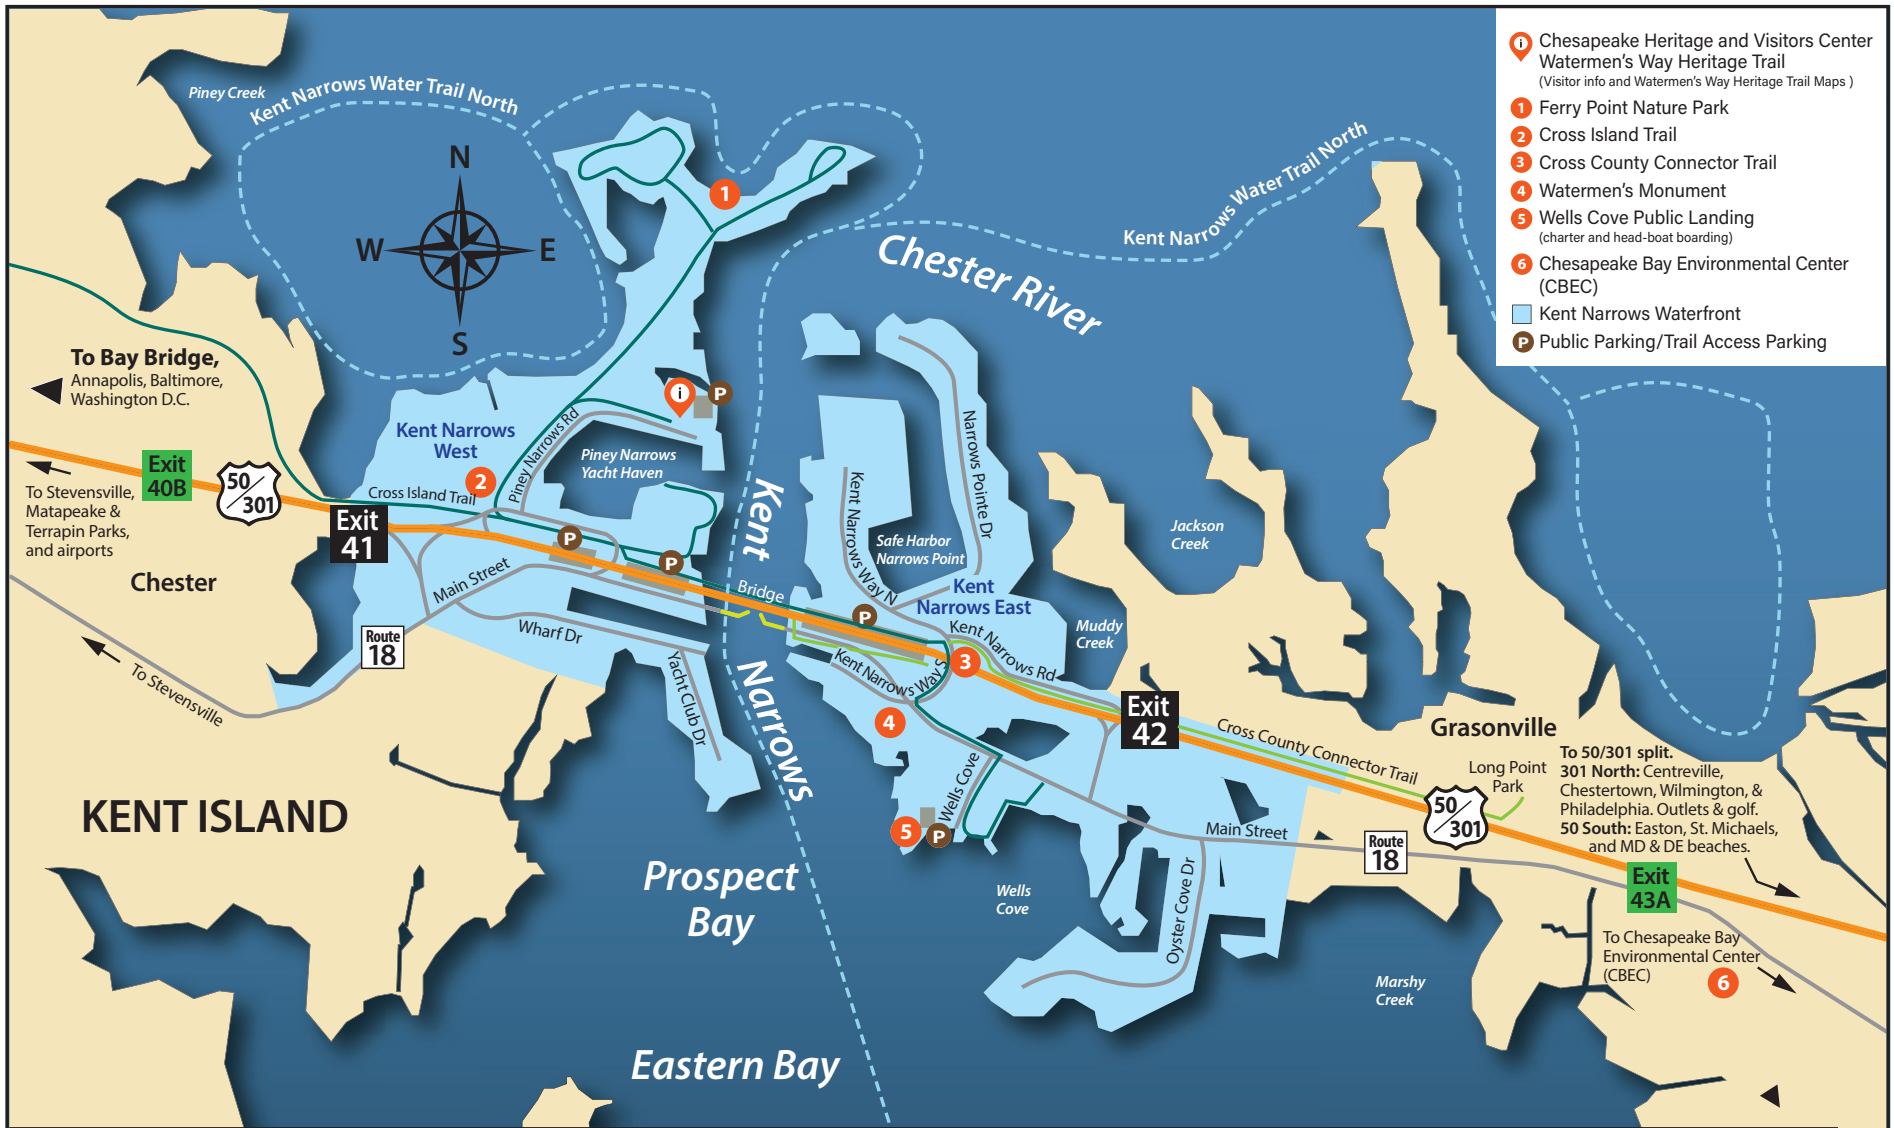 Chesapeake Heritage and Visitors Center
Watermen's Way Heritage Trail
(Visitor info and Watermen's Way Heritage Trail Maps )
1 Ferry Point Nature Park
2 Cross Island Trail
3 Cross County Connector Trail
4 Watermen's Monument
5 Wells Cove Public Landing
(charter and head-boat boarding)
6 Chesapeake Bay Environmental Center
(CBEC)
Kent Narrows Waterfront
P Public Parking/Trail Access Parking
Piney Creek
Kent Narrows Water Trail North
N
W
E
S
1
Kent Narrows Water Trail North
Chester River
To Bay Bridge,
Annapolis, Baltimore,
Washington D.C.
i
P
Kent Narrows
West
Piney Narrows Rd
Piney Narrows
Yacht Haven
2
Cross Island Trail
Exit
40B
50
301
To Stevensville,
Matapeake &
Terrapin Parks,
and airports
Exit
41
Chester
P
P
Main Street
Wharf Dr
Route
18
To Stevensville
Yacht Club Dr
Kent
Narrows
Bridge
Kent Narrows Way N
Narrows Pointe Dr
Safe Harbor
Narrows Point
Kent
Narrows East
P
Jackson
Creek
Muddy
Creek
Kent Narrows Rd
Kent Narrows Way S
3
4
Exit
42
Cross County Connector Trail
Grasonville
Long Point
Park
To 50/301 split.
301 North: Centreville,
Chestertown, Wilmington, &
Philadelphia. Outlets & golf.
50 South: Easton, St. Michaels,
and MD & DE beaches.
50
301
Wells Cove
5
P
Main Street
Route
18
Exit
43A
KENT ISLAND
Prospect
Bay
Wells
Cove
Oyster Cove Dr
To Chesapeake Bay
Environmental Center
(CBEC)
6
Marshy
Creek
Eastern Bay